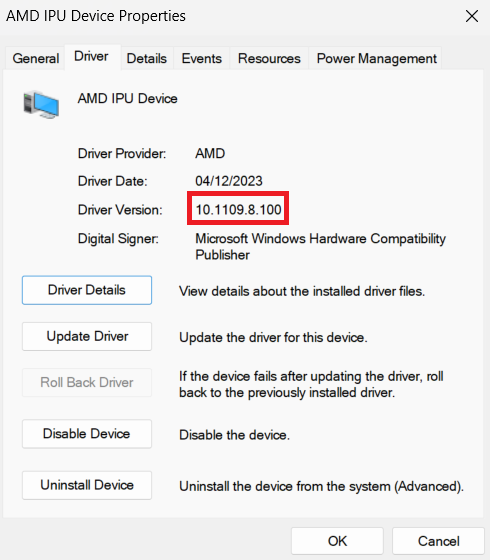 AMD IPU Device Properties
General Driver Details Events Resources Power Management
AMD IPU Device
Driver Provider: AMD
Driver Date: 04/12/2023
Driver Version: 10.1109.8.100
Digital Signer: Microsoft Windows Hardware Compatibility
Publisher
Driver Details View details about the installed driver files.
Update Driver Update the driver for this device.
Roll Back Driver If the device fails after updating the driver, roll
back to the previously installed driver.
Disable Device Disable the device.
Uninstall Device Uninstall the device from the system (Advanced).
OK Cancel